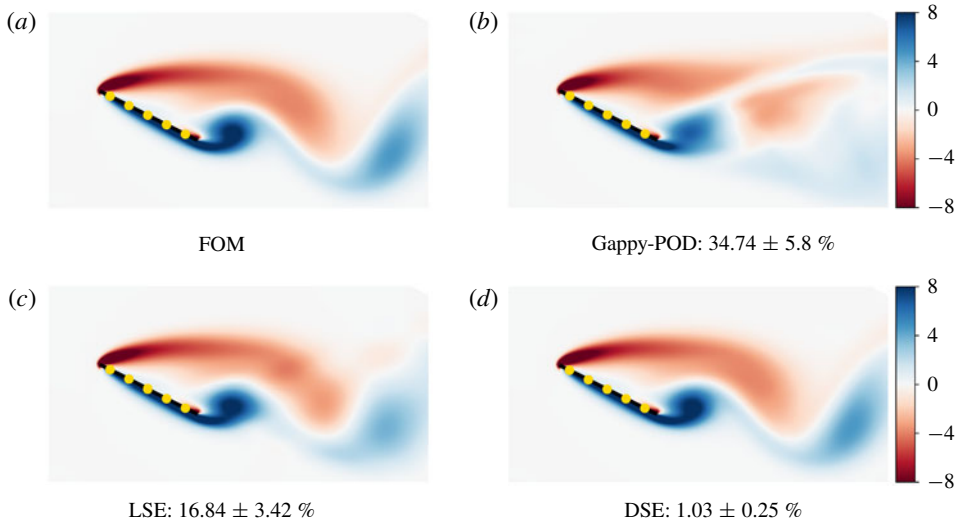 (a)
(b)
8
4
0
−4
−8
FOM
Gappy-POD: 34.74 ± 5.8 %
(c)
(d)
8
4
0
−4
−8
LSE: 16.84 ± 3.42 %
DSE: 1.03 ± 0.25 %